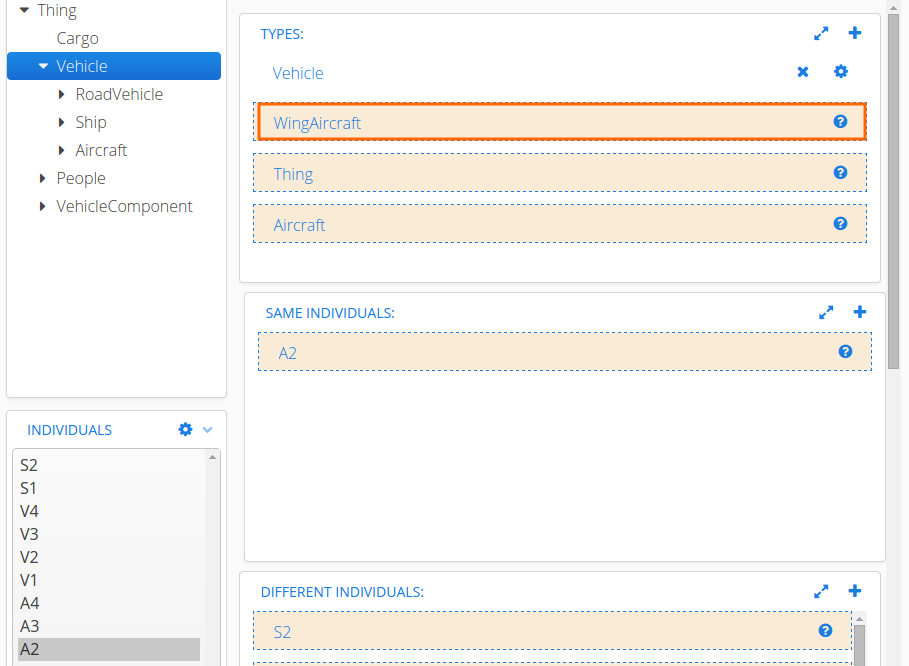 Thing
Cargo
Vehicle
RoadVehicle
Ship
Aircraft
People
VehicleComponent
INDIVIDUALS
S2
S1
V4
V3
V2
V1
A4
A3
A2
TYPES:
Vehicle
WingAircraft
Thing
Aircraft
SAME INDIVIDUALS:
A2
DIFFERENT INDIVIDUALS:
S2